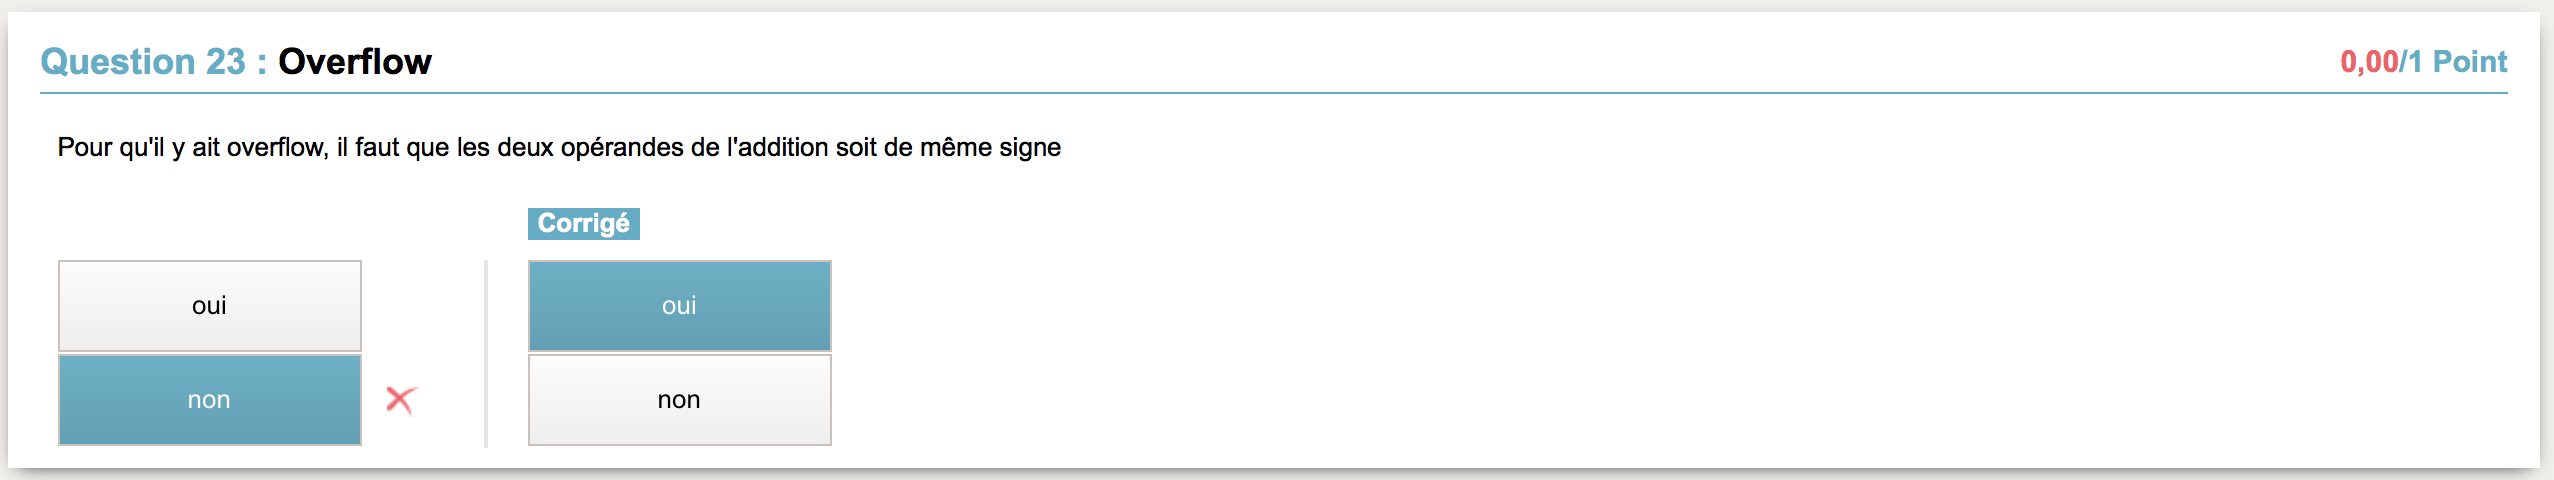 Question 23 : Overflow
0,00/1 Point
Pour qu'il y ait overflow, il faut que les deux opérandes de l'addition soit de même signe
Corrigé
oui
oui
non
non